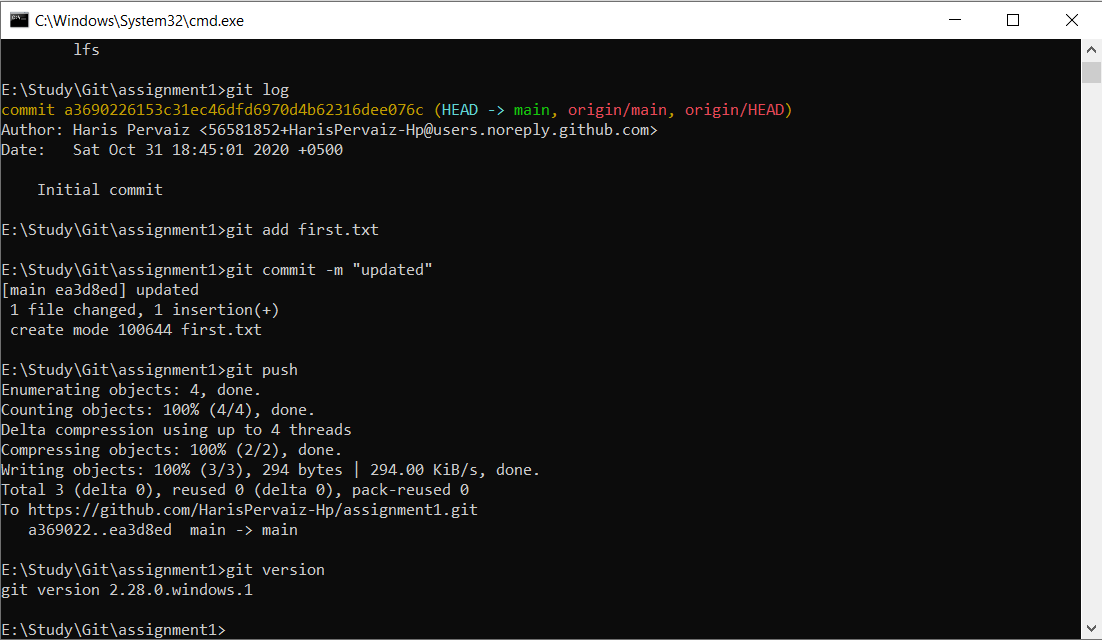 C:\Windows\System32\cmd.exe
lfs
E:\Study\Git\assignment1>git log
commit a3690226153c31ec46dfd6970d4b62316dee076c (HEAD -> main, origin/main, origin/HEAD)
Author: Haris Pervaiz <56581852+HarisPervaiz-Hp@users.noreply.github.com>
Date:   Sat Oct 31 18:45:01 2020 +0500
Initial commit
E:\Study\Git\assignment1>git add first.txt
E:\Study\Git\assignment1>git commit -m "updated"
[main ea3d8ed] updated
1 file changed, 1 insertion(+)
create mode 100644 first.txt
E:\Study\Git\assignment1>git push
Enumerating objects: 4, done.
Counting objects: 100% (4/4), done.
Delta compression using up to 4 threads
Compressing objects: 100% (2/2), done.
Writing objects: 100% (3/3), 294 bytes | 294.00 KiB/s, done.
Total 3 (delta 0), reused 0 (delta 0), pack-reused 0
To https://github.com/HarisPervaiz-Hp/assignment1.git
a369022..ea3d8ed  main -> main
E:\Study\Git\assignment1>git version
git version 2.28.0.windows.1
E:\Study\Git\assignment1>